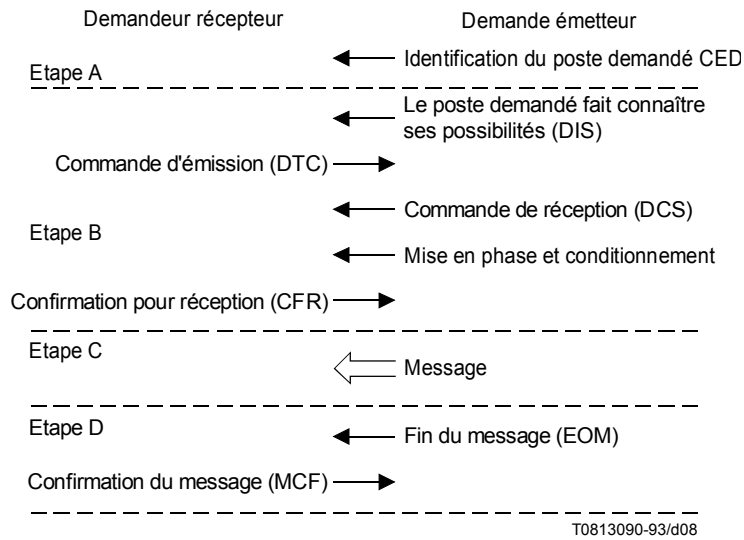 Demandeur récepteur
Demande émetteur
Identification du poste demandé CED
Etape A
Le poste demandé fait connaître
ses possibilités (DIS)
Commande d'émission (DTC)
Commande de réception (DCS)
Etape B
Mise en phase et conditionnement
Confirmation pour réception (CFR)
Etape C
Message
Etape D
Fin du message (EOM)
Confirmation du message (MCF)
T0813090-93/d08